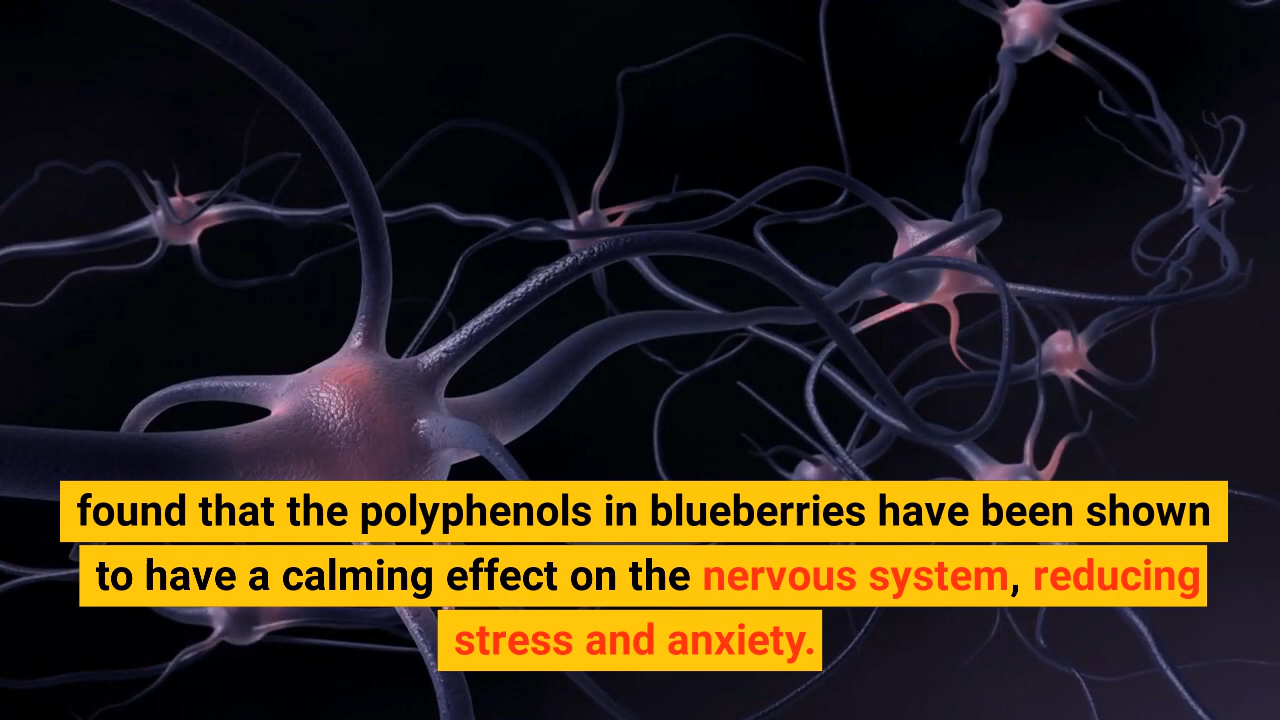 found that the polyphenols in blueberries have been shown
to have a calming effect on the nervous system, reducing
stress and anxiety.